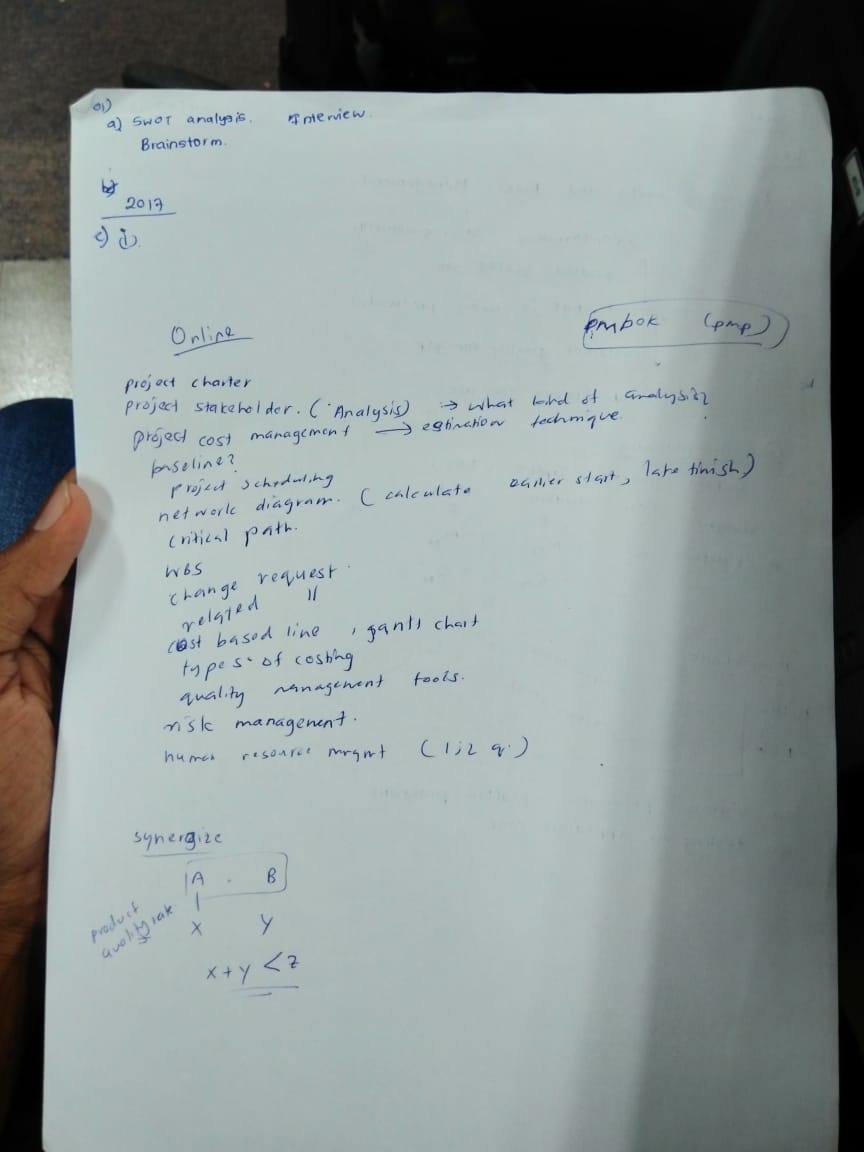 01)
a) SWOT analysis. Interview.
Brainstorm.
b)
2017
c) i).
Online
pmbok (pmp)
project charter
project stakeholder. (Analysis) → what kind of analysis?
project cost management → estination technique.
baseline?
project scheduling
network diagram. (calculate earlier start, late finish)
critical path.
WBS
change request
related "
cost based line , gantt chart
types of costing
quality management tools.
risk management.
human resource mgmt (1;2 q.)
synergize
A . B
product
quality rate
X Y
x+y <z